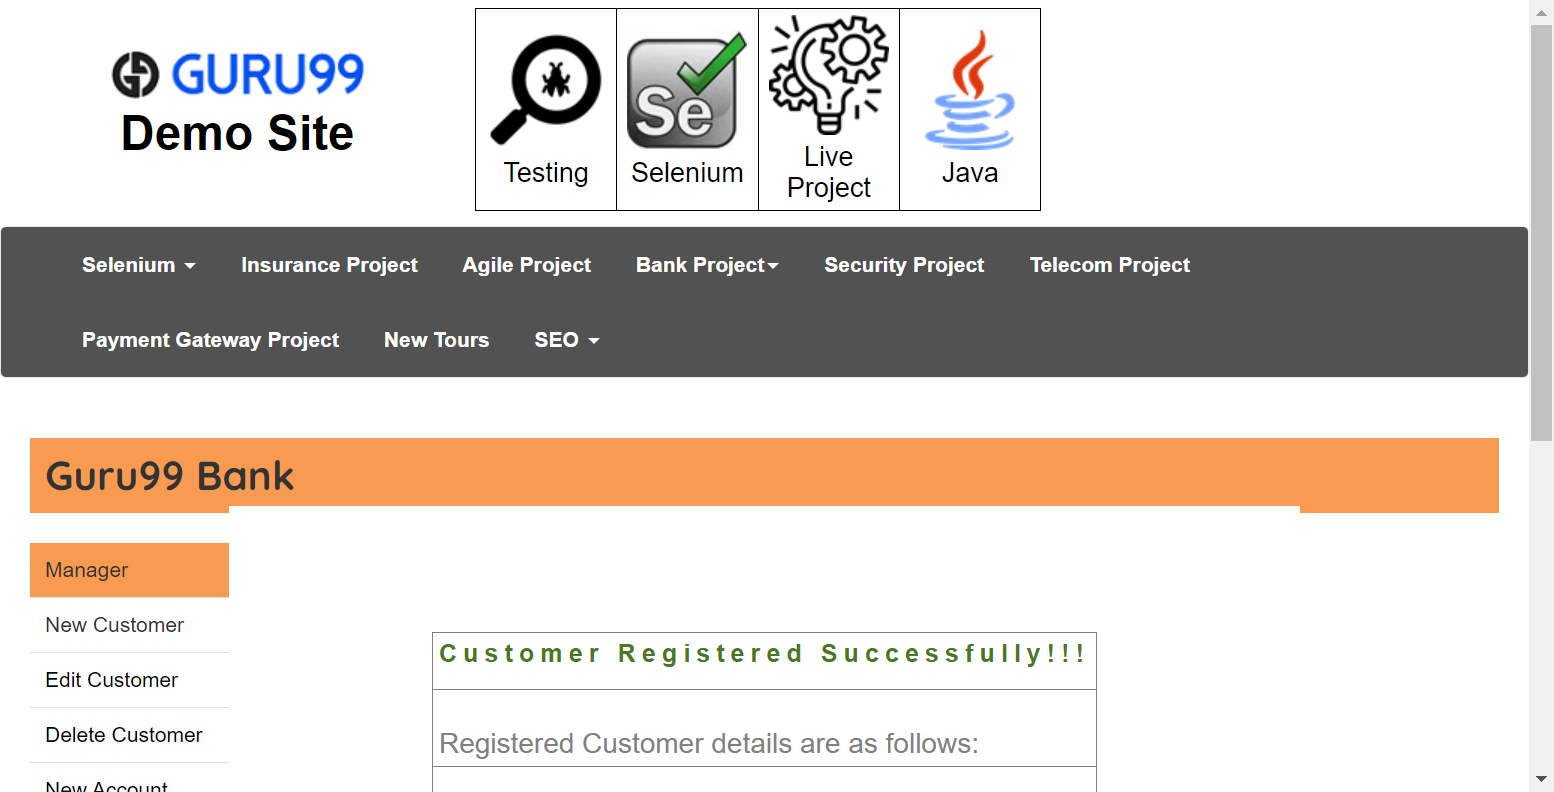 GURU99
Demo Site
Testing
Se
Selenium
Live
Project
Java
Selenium
Insurance Project
Agile Project
Bank Project
Security Project
Telecom Project
Payment Gateway Project
New Tours
SEO
Guru99 Bank
Manager
New Customer
Edit Customer
Delete Customer
New Account
Customer Registered Successfully!!!
Registered Customer details are as follows: